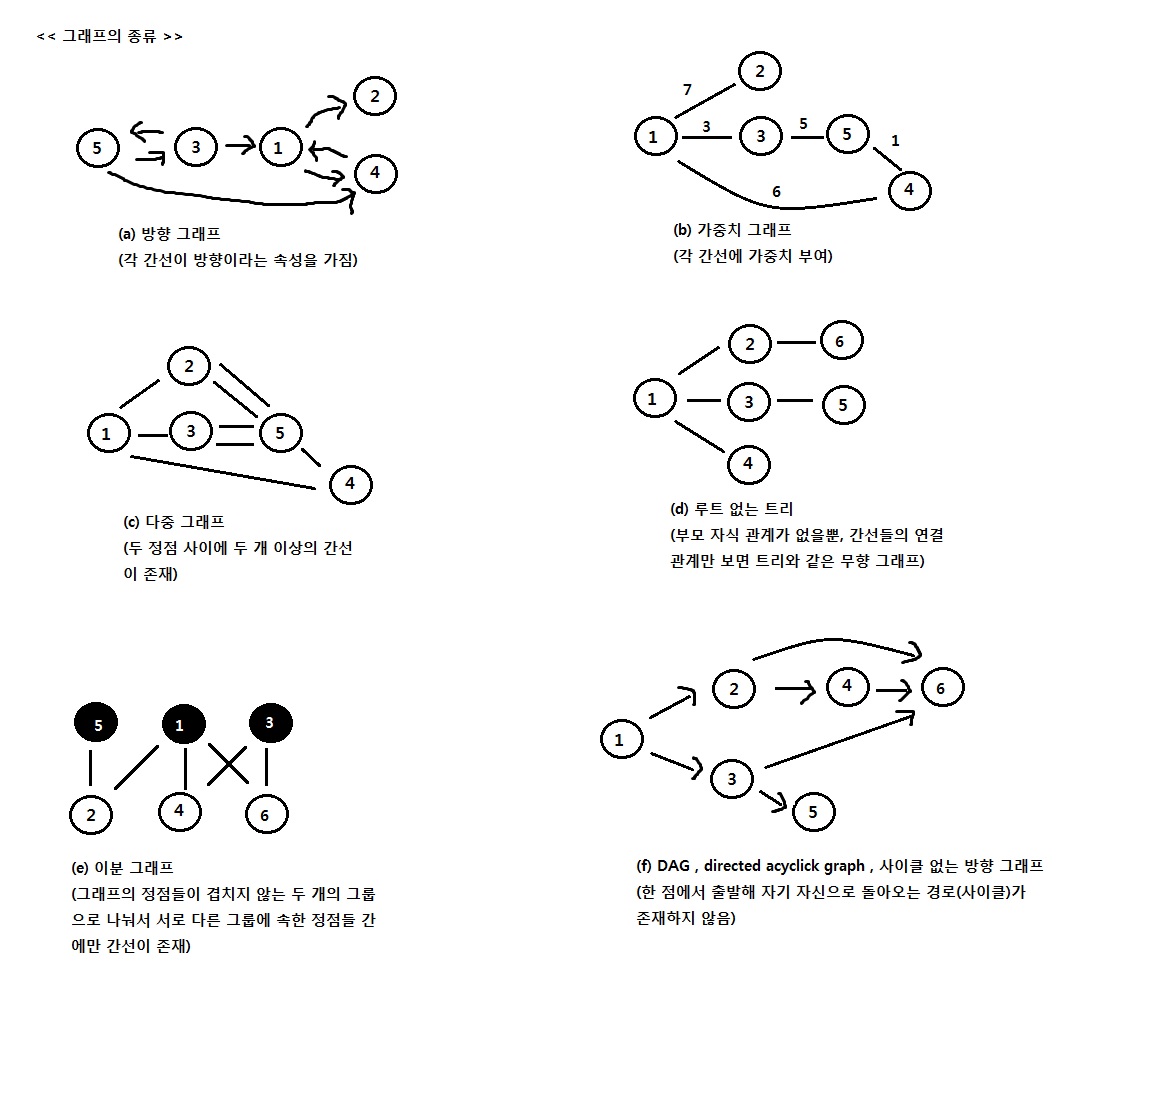 << 그래프의 종류 >>
2
5
3
1
4
(a) 방향 그래프
(각 간선이 방향이라는 속성을 가짐)
2
7
1
3
3
5
5
1
6
4
(b) 가중치 그래프
(각 간선에 가중치 부여)
2
1
3
5
4
(c) 다중 그래프
(두 정점 사이에 두 개 이상의 간선
이 존재)
2
6
1
3
5
4
(d) 루트 없는 트리
(부모 자식 관계가 없을뿐, 간선들의 연결
관계만 보면 트리와 같은 무향 그래프)
5
1
3
2
4
6
(e) 이분 그래프
(그래프의 정점들이 겹치지 않는 두 개의 그룹
으로 나눠서 서로 다른 그룹에 속한 정점들 간
에만 간선이 존재)
2
4
6
1
3
5
(f) DAG , directed acyclick graph , 사이클 없는 방향 그래프
(한 점에서 출발해 자기 자신으로 돌아오는 경로(사이클)가
존재하지 않음)